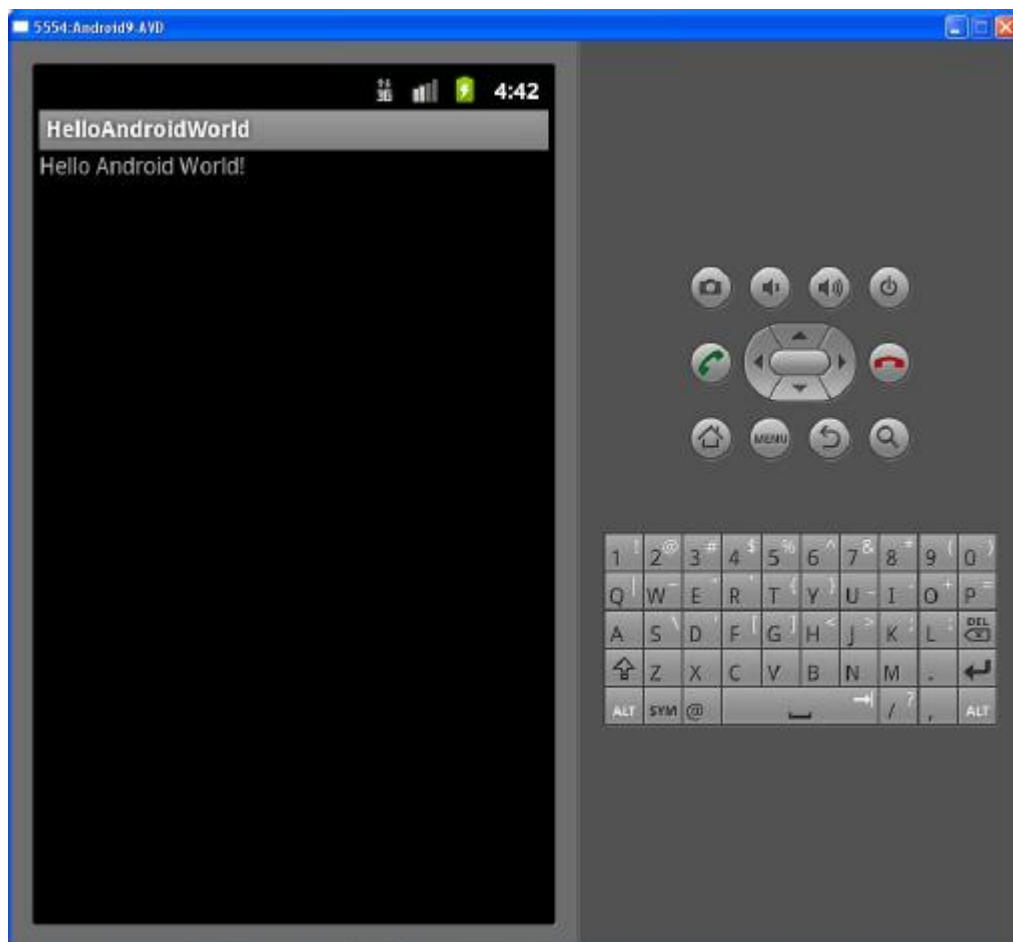 5554:Android9-AVD
3G 4:42
HelloAndroidWorld
Hello Android World!
MENU
1 ! 2 @ 3 # 4 $ 5 % 6 ^ 7 & 8 * 9 ( 0 )
Q | W ~ E " R ` T { Y } U _ I - O + P =
A S \ D ' F [ G ] H < J > K ; L : DEL
Z X C V B N M .
ALT SYM @ / ? , ALT